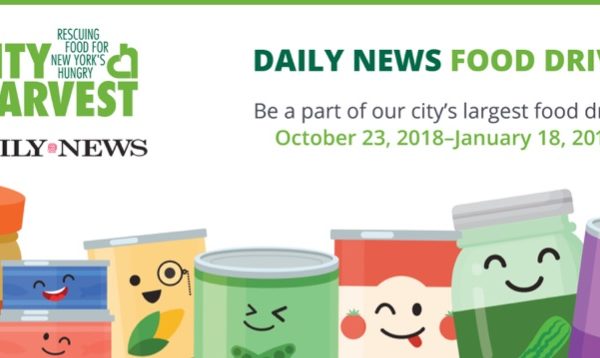 RESCUING
FOOD FOR
NEW YORK'S
HUNGRY
ITY
ARVEST
ILY NEWS
DAILY NEWS FOOD DRIV
Be a part of our city's largest food dr
October 23, 2018–January 18, 201